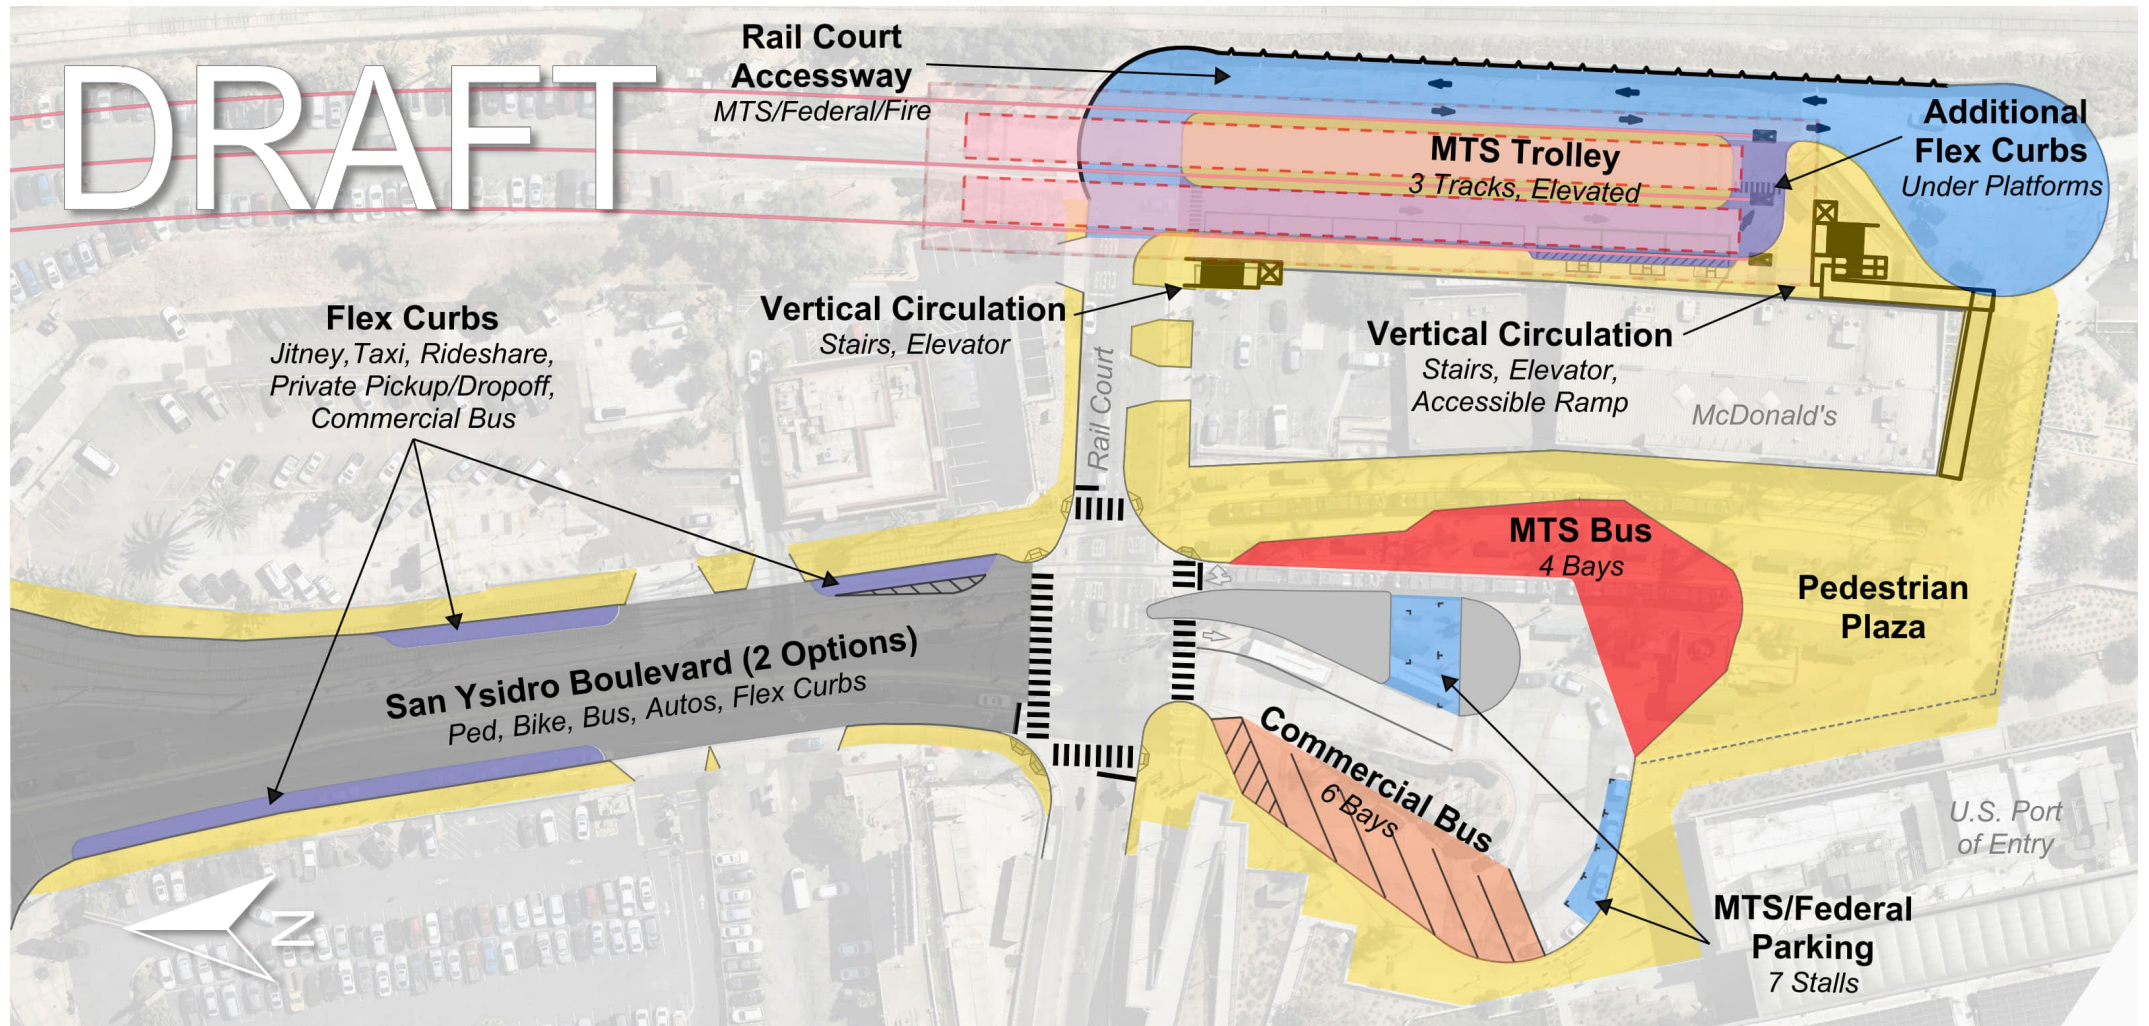 DRAFT
Rail Court
Accessway
MTS/Federal/Fire
MTS Trolley
3 Tracks, Elevated
Additional
Flex Curbs
Under Platforms
Flex Curbs
Jitney,Taxi, Rideshare,
Private Pickup/Dropoff,
Commercial Bus
Vertical Circulation
Stairs, Elevator
Vertical Circulation
Stairs, Elevator,
Accessible Ramp
Rail Court
McDonald's
MTS Bus
4 Bays
Pedestrian
Plaza
San Ysidro Boulevard (2 Options)
Ped, Bike, Bus, Autos, Flex Curbs
Commercial Bus
6 Bays
U.S. Port
of Entry
MTS/Federal
Parking
7 Stalls
N